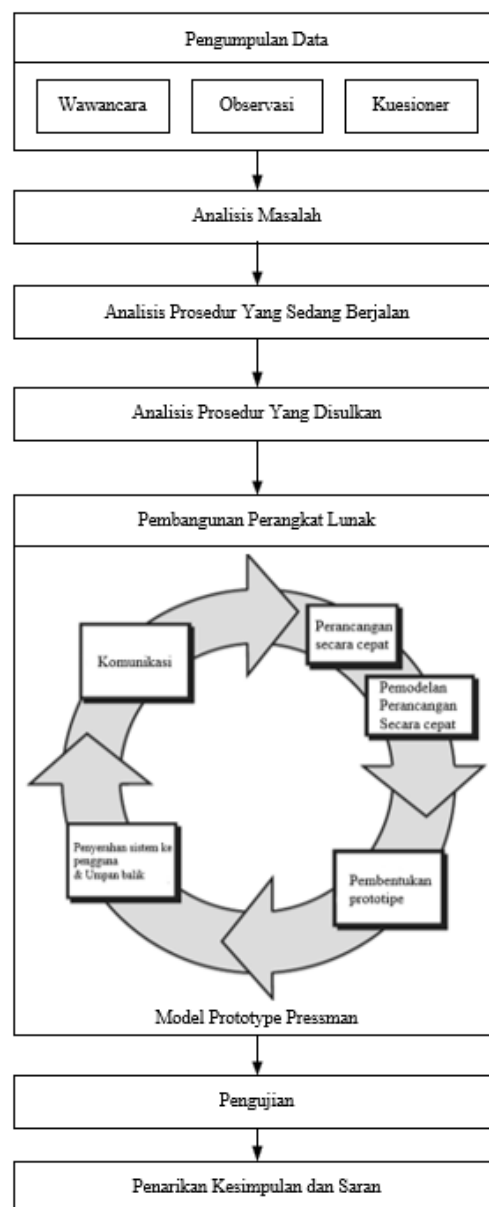 Pengumpulan Data
Wawancara
Observasi
Kuesioner
Analisis Masalah
Analisis Prosedur Yang Sedang Berjalan
Analisis Prosedur Yang Disulkan
Pembangunan Perangkat Lunak
Komunikasi
Perancangan
secara cepat
Pemodelan
Perancangan
Secara cepat
Pembentukan
prototipe
Penyerahan sistem ke
pengguna
& Umpan balik
Model Prototype Pressman
Pengujian
Penarikan Kesimpulan dan Saran